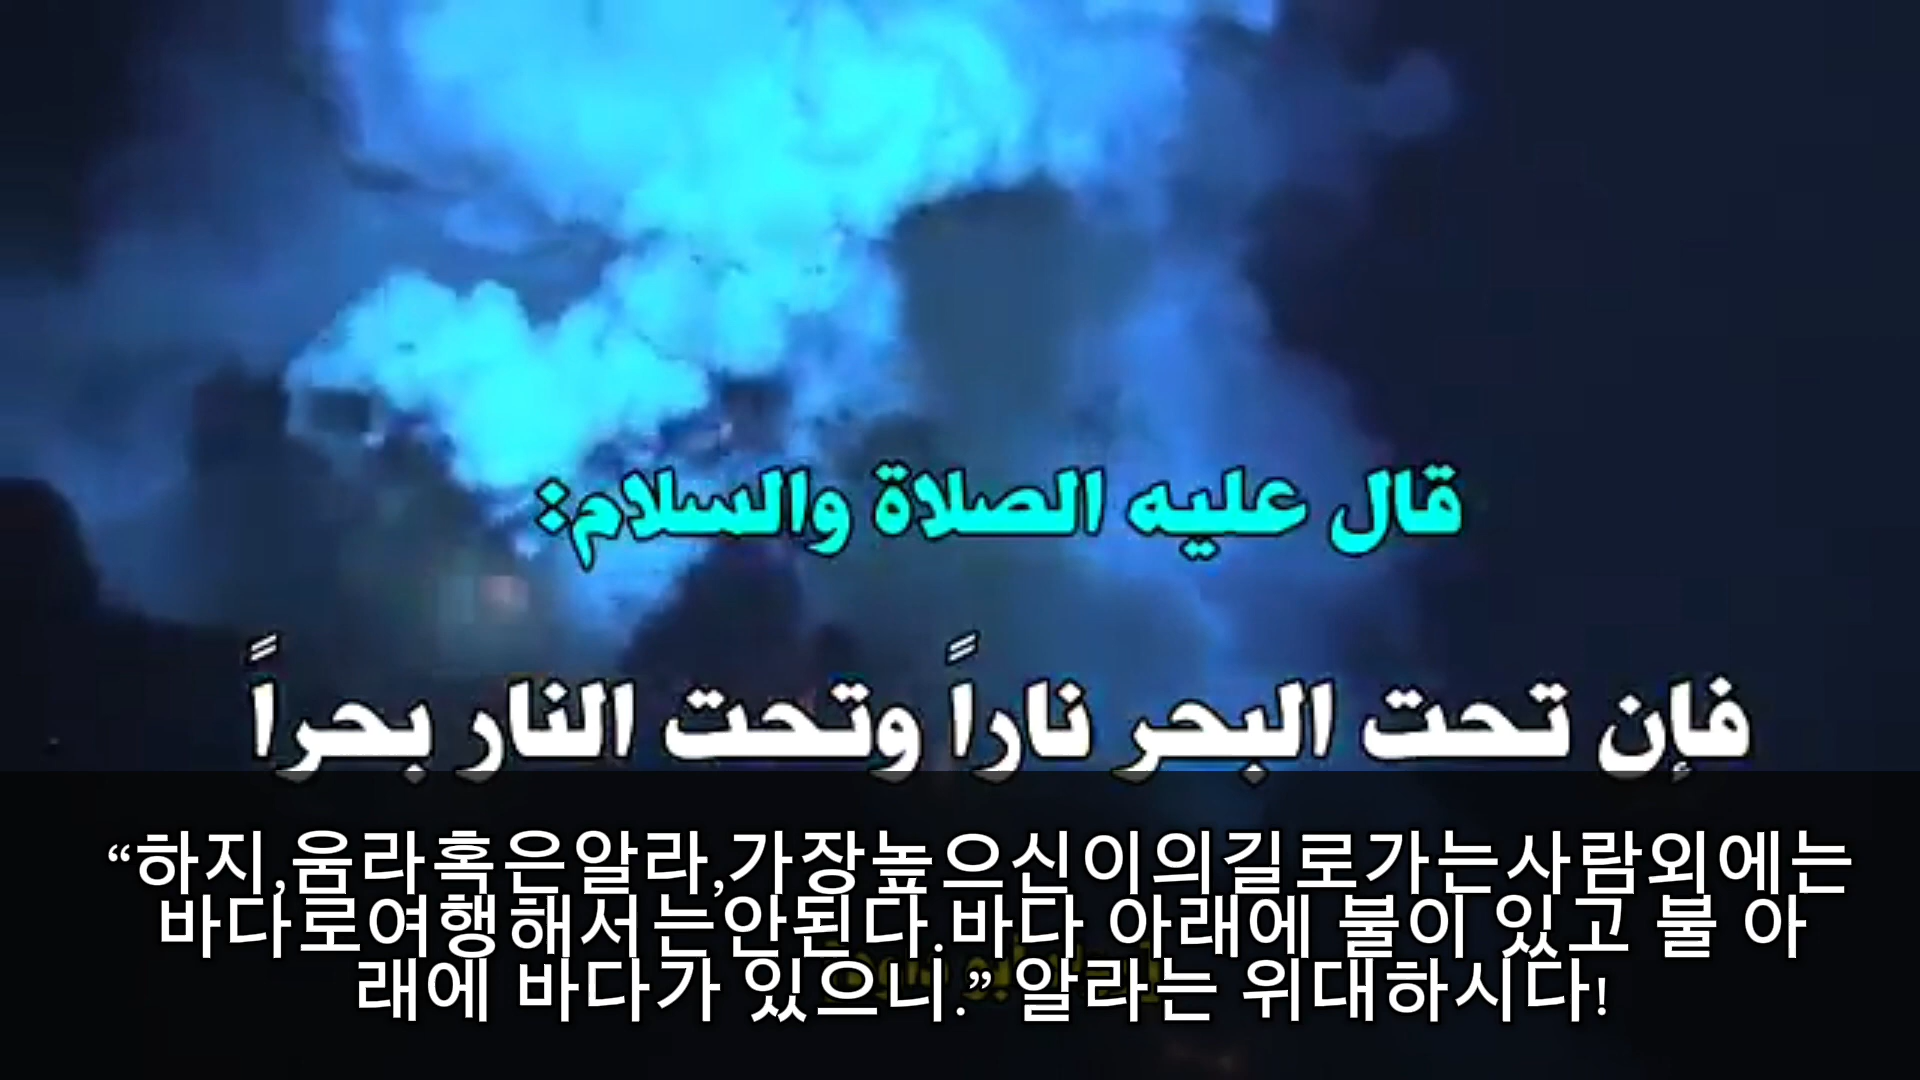 قال عليه الصلاة والسلام:
فإن تحت البحر ناراً وتحت النار بحراً
“하지,움라혹은알라,가장높으신이의길로가는사람외에는
바다로여행해서는안된다.바다 아래에 불이 있고 불 아
래에 바다가 있으니.” 알라는 위대하시다!